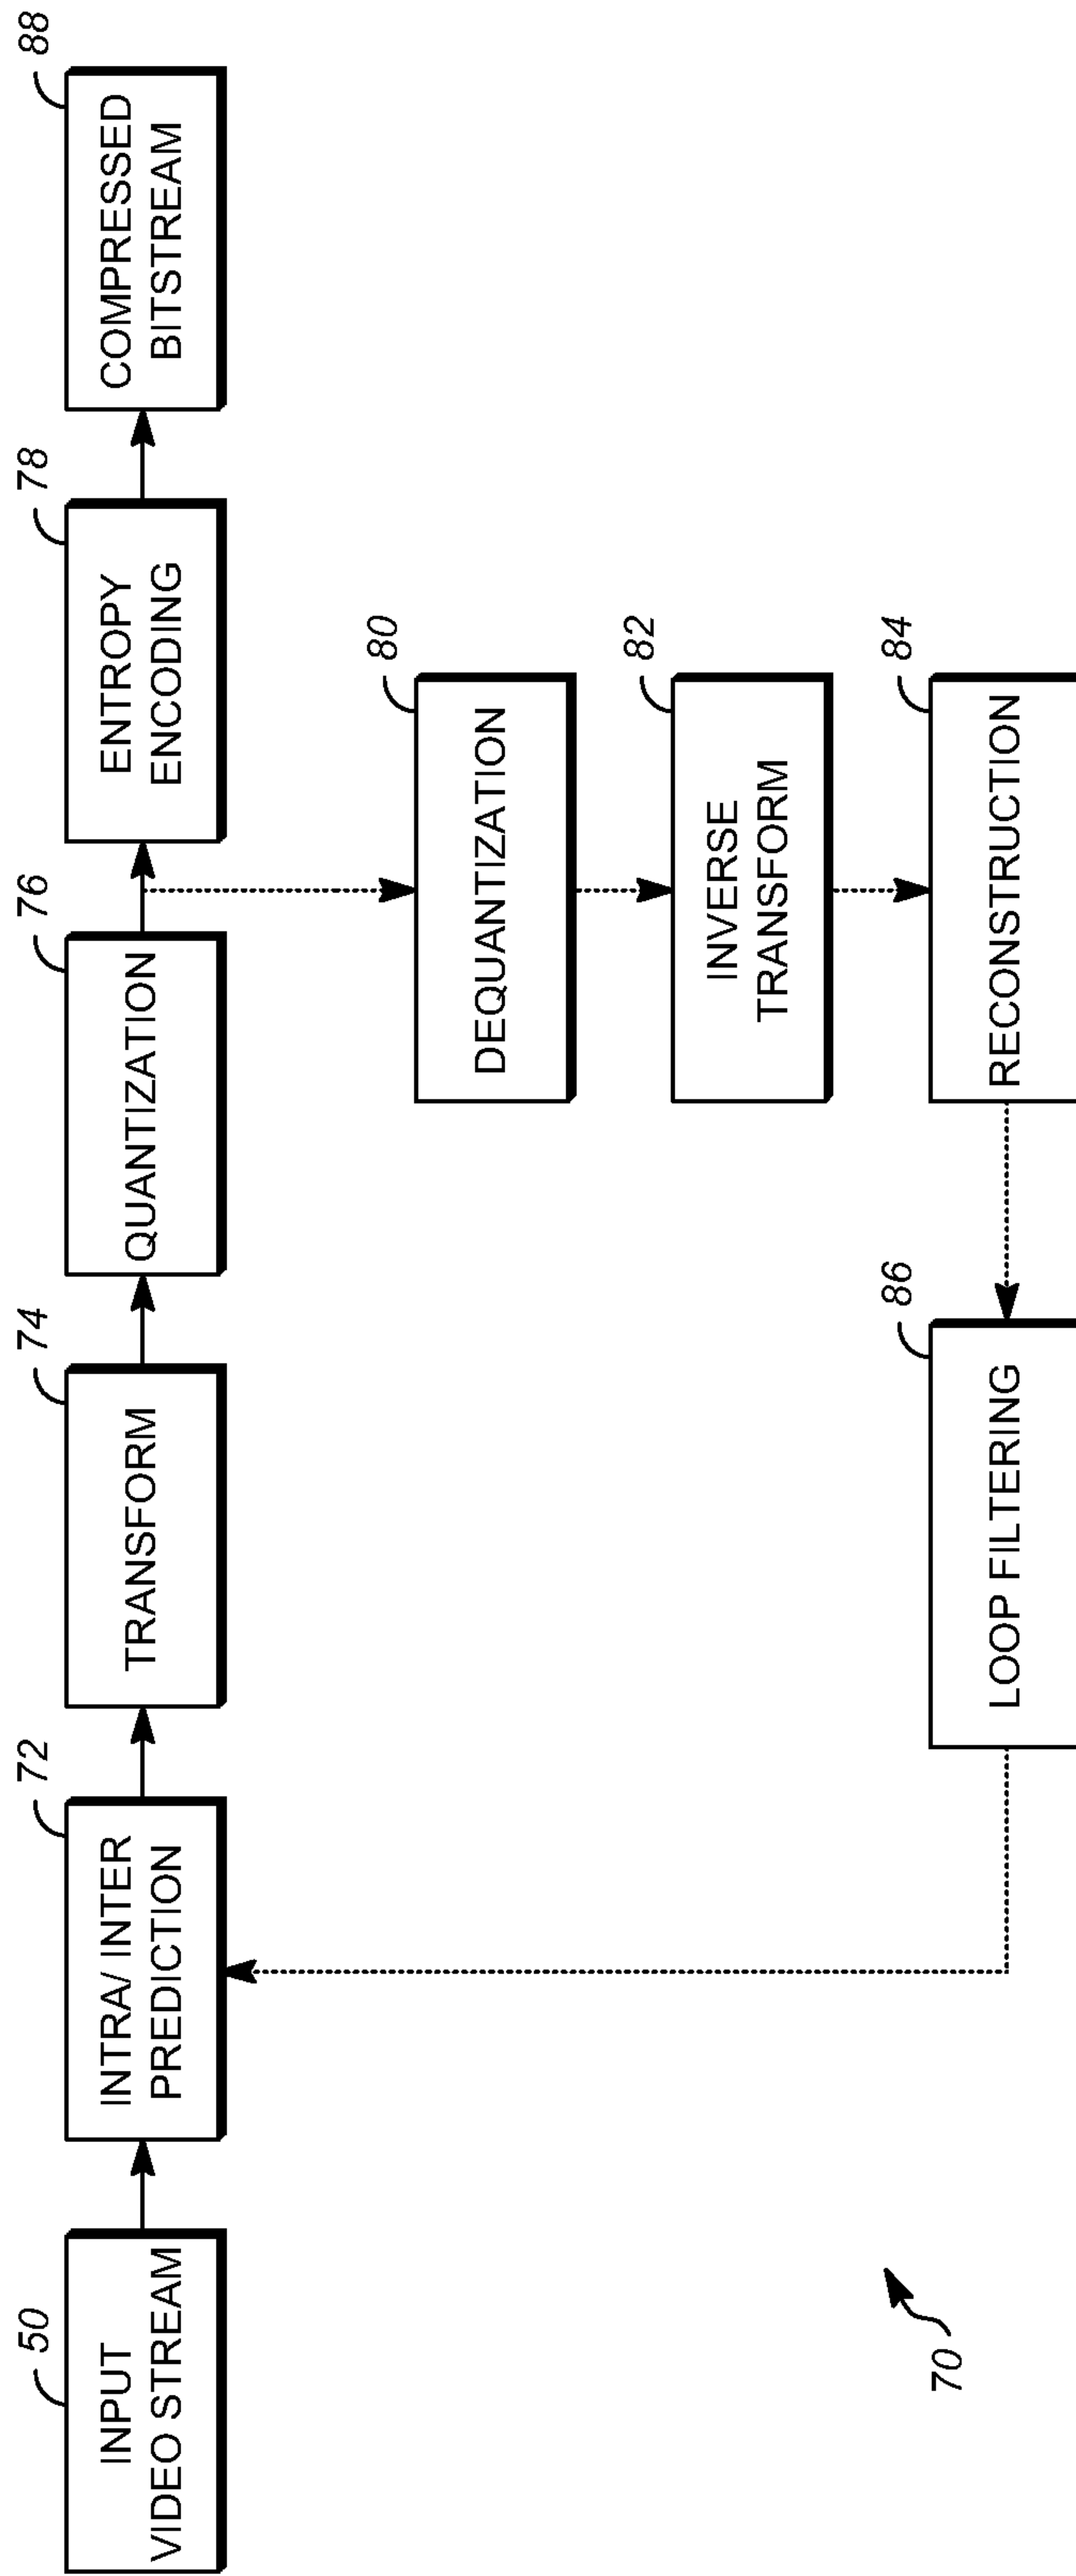 50
INPUT
VIDEO STREAM
72
INTRA/ INTER
PREDICTION
74
TRANSFORM
76
QUANTIZATION
78
ENTROPY
ENCODING
88
COMPRESSED
BITSTREAM
80
DEQUANTIZATION
82
INVERSE
TRANSFORM
86
LOOP FILTERING
84
RECONSTRUCTION
70